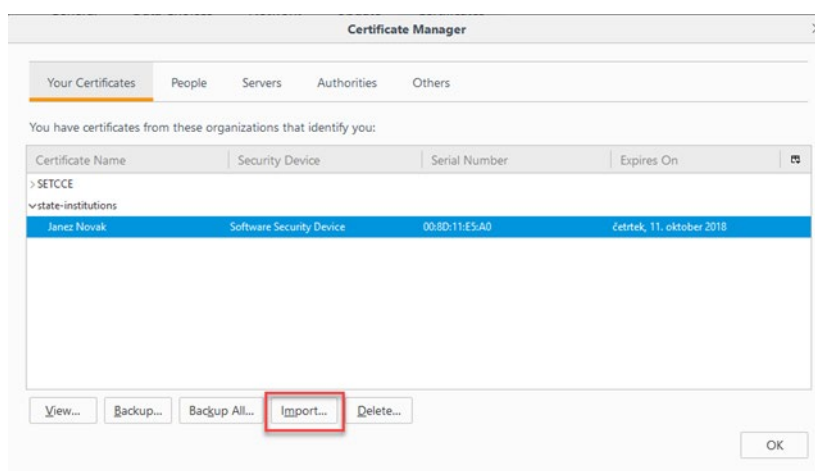 Certificate Manager
Your Certificates People Servers Authorities Others
You have certificates from these organizations that identify you:
Certificate Name Security Device Serial Number Expires On
SETCCE
state-institutions
Janez Novak Software Security Device 00:8D:11:E5:A0 četrtek, 11. oktober 2018
View... Backup... Backup All... Import... Delete...
OK